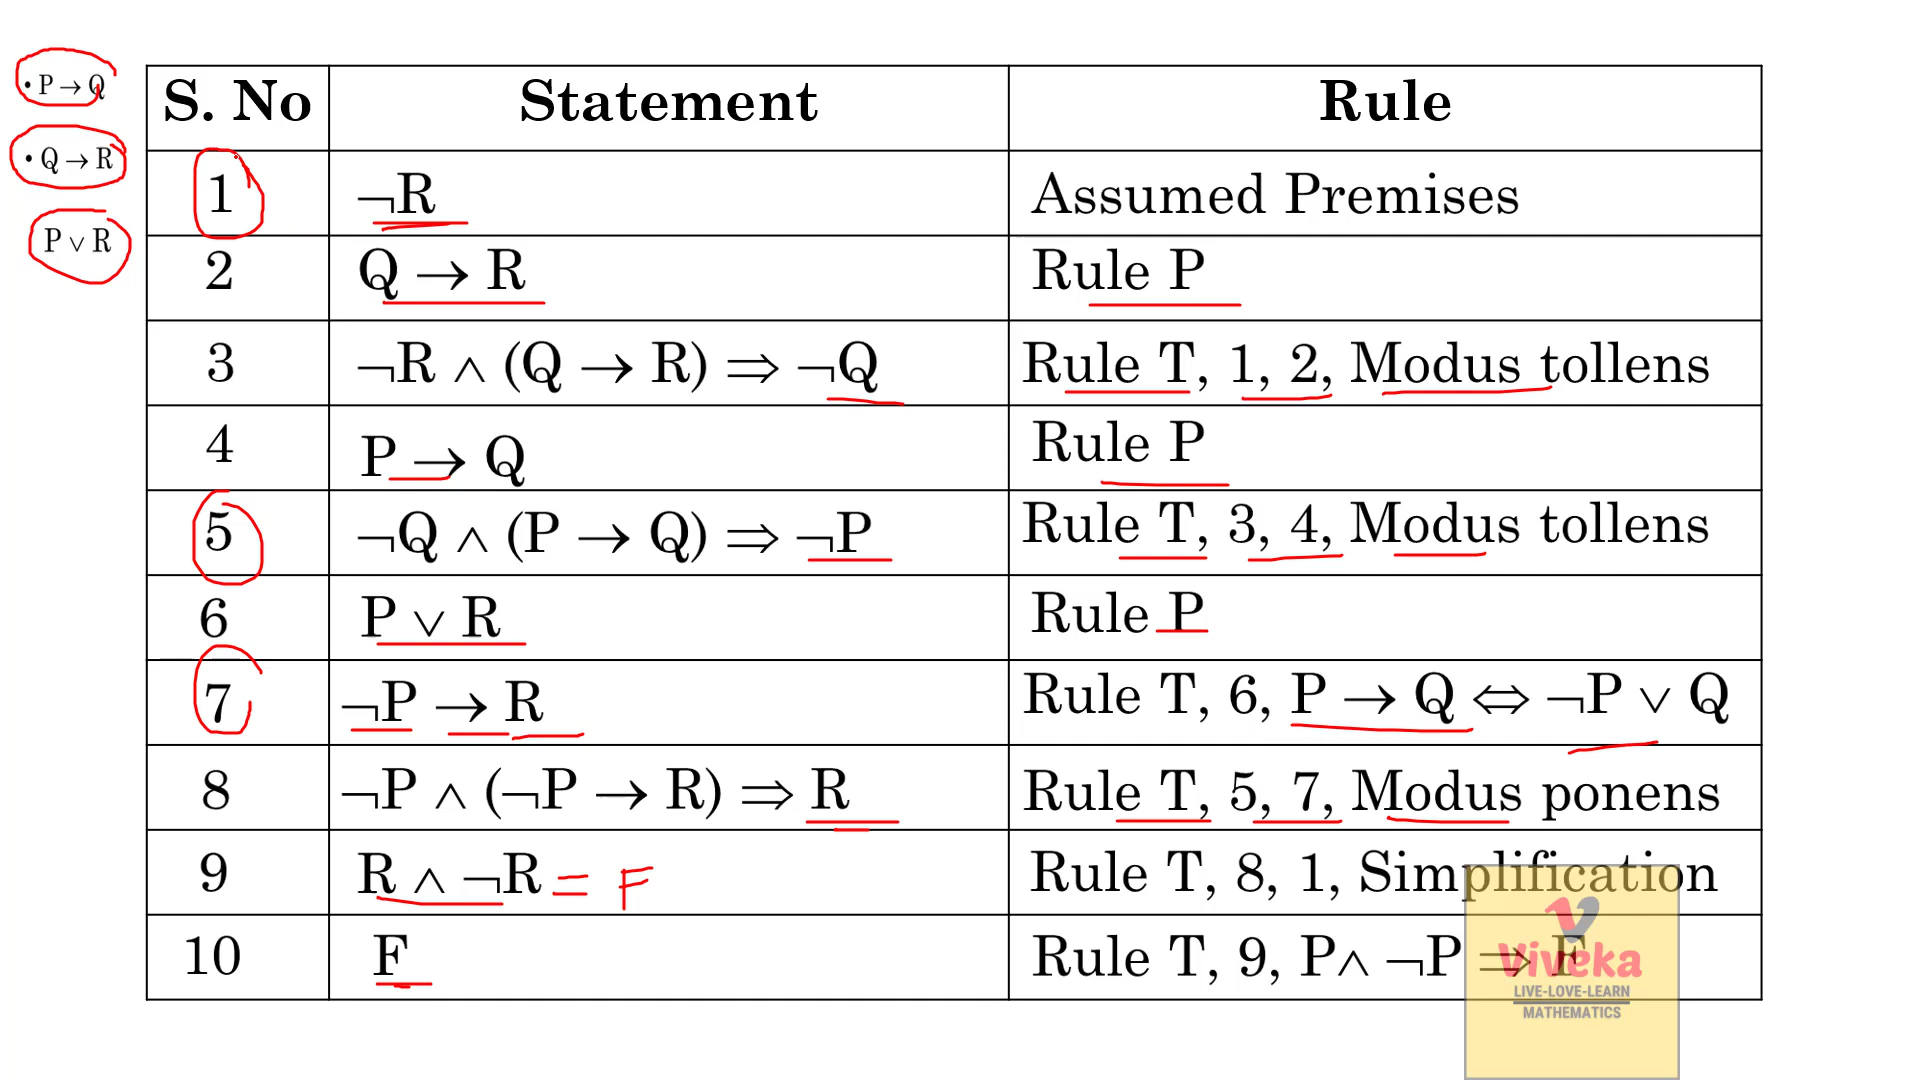 • P → Q
• Q → R
P ∨ R
S. No Statement Rule
1 ¬R Assumed Premises
2 Q → R Rule P
3 ¬R ∧ (Q → R) ⇒ ¬Q Rule T, 1, 2, Modus tollens
4 P → Q Rule P
5 ¬Q ∧ (P → Q) ⇒ ¬P Rule T, 3, 4, Modus tollens
6 P ∨ R Rule P
7 ¬P → R Rule T, 6, P → Q ⇔ ¬P ∨ Q
8 ¬P ∧ (¬P → R) ⇒ R Rule T, 5, 7, Modus ponens
9 R ∧ ¬R = F Rule T, 8, 1, Simplification
10 F Rule T, 9, P∧ ¬P ⇒ F
Viveka
LIVE-LOVE-LEARN
MATHEMATICS